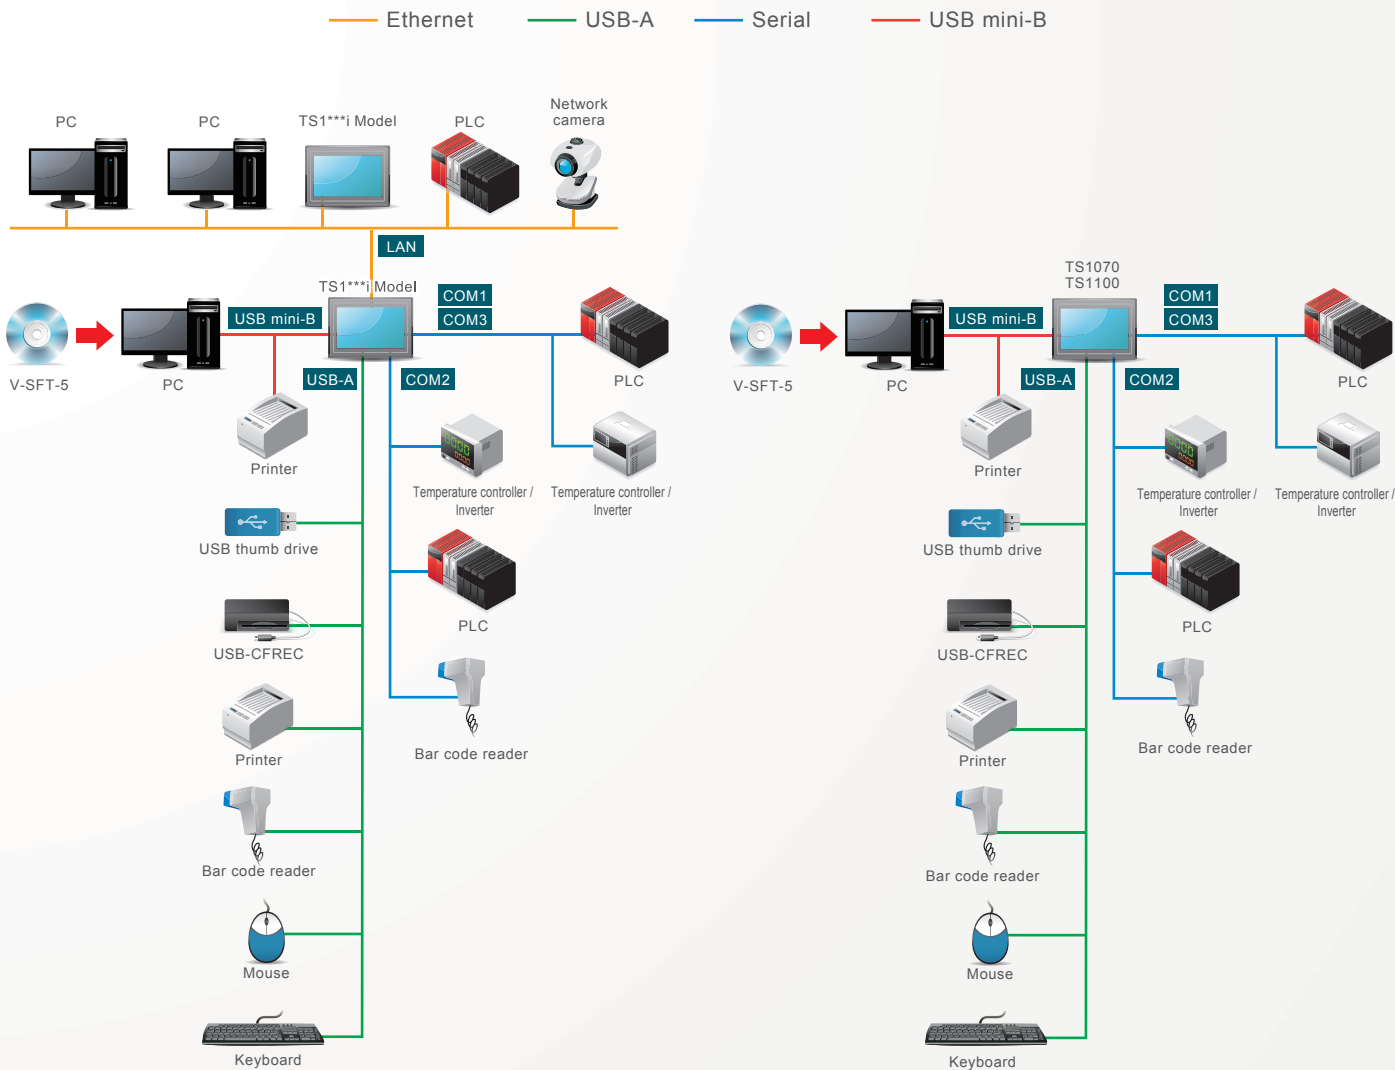 Ethernet
USB-A
Serial
USB mini-B
PC
PC
TS1***i Model
PLC
Network
camera
LAN
TS1***i Model
COM1
COM3
USB mini-B
V-SFT-5
PC
USB-A
COM2
PLC
Printer
Temperature controller /
Inverter
Temperature controller /
Inverter
USB thumb drive
PLC
USB-CFREC
Printer
Bar code reader
Bar code reader
Mouse
Keyboard
TS1070
TS1100
COM1
COM3
USB mini-B
V-SFT-5
PC
USB-A
COM2
PLC
Printer
Temperature controller /
Inverter
Temperature controller /
Inverter
USB thumb drive
PLC
USB-CFREC
Printer
Bar code reader
Bar code reader
Mouse
Keyboard